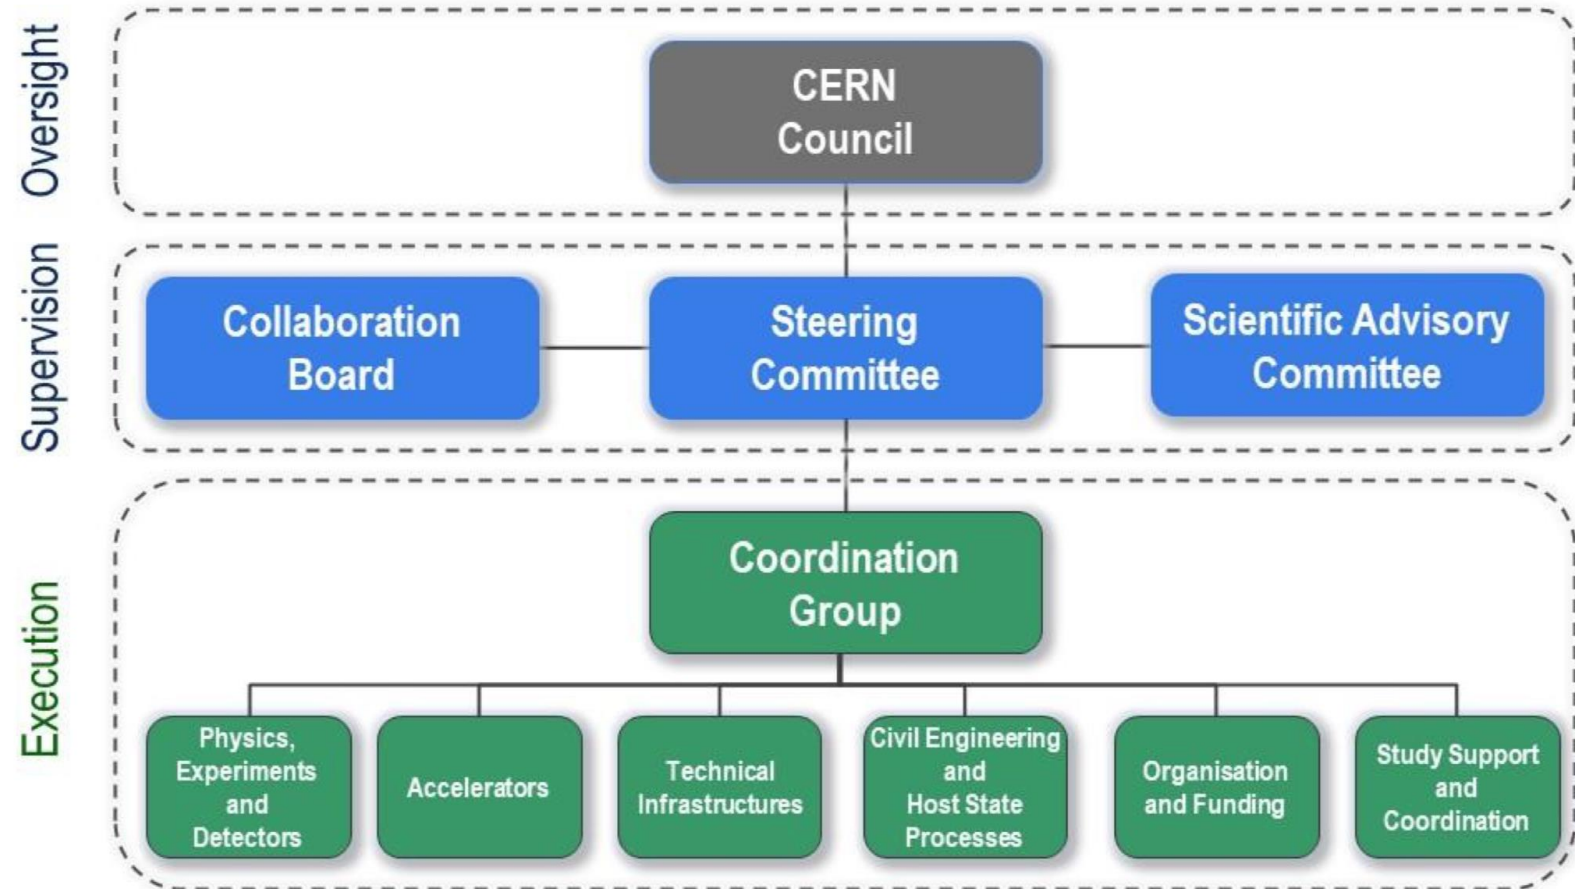 Oversight
CERN
Council
Supervision
Collaboration
Board
Steering
Committee
Scientific Advisory
Committee
Execution
Coordination
Group
Physics,
Experiments
and
Detectors
Accelerators
Technical
Infrastructures
Civil Engineering
and
Host State
Processes
Organisation
and Funding
Study Support
and
Coordination